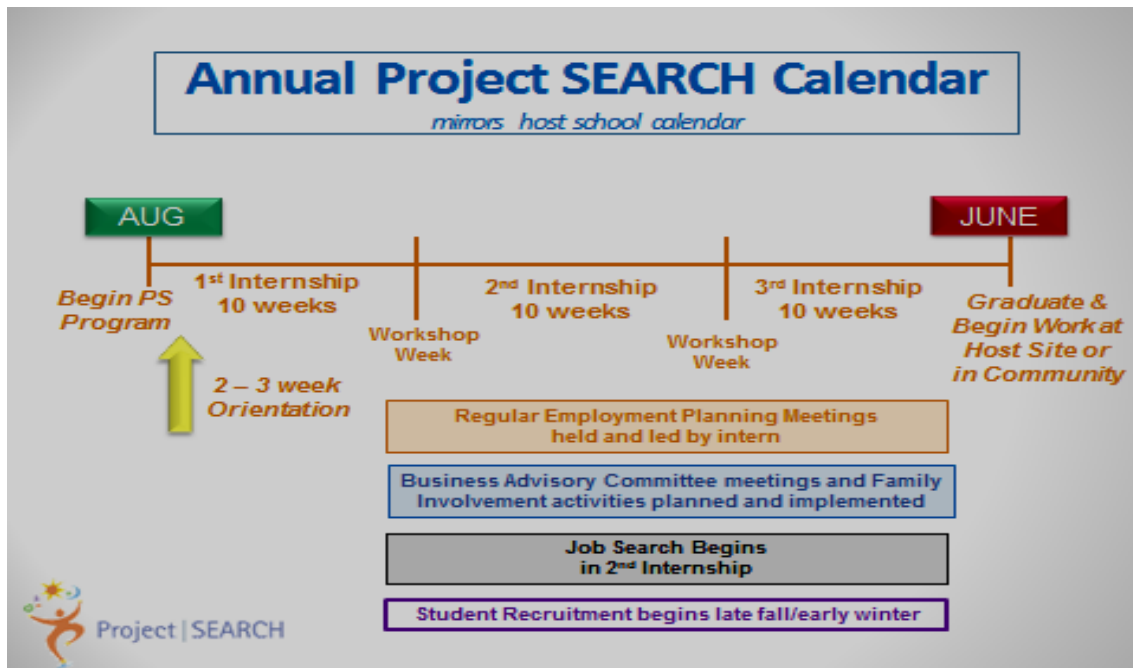 Annual Project SEARCH Calendar
mirrors host school calendar
AUG
JUNE
Begin PS
Program
1st Internship
10 weeks
Workshop
Week
2nd Internship
10 weeks
Workshop
Week
3rd Internship
10 weeks
Graduate &
Begin Work at
Host Site or
in Community
2 – 3 week
Orientation
Regular Employment Planning Meetings
held and led by intern
Business Advisory Committee meetings and Family
Involvement activities planned and implemented
Job Search Begins
in 2nd Internship
Student Recruitment begins late fall/early winter
Project | SEARCH